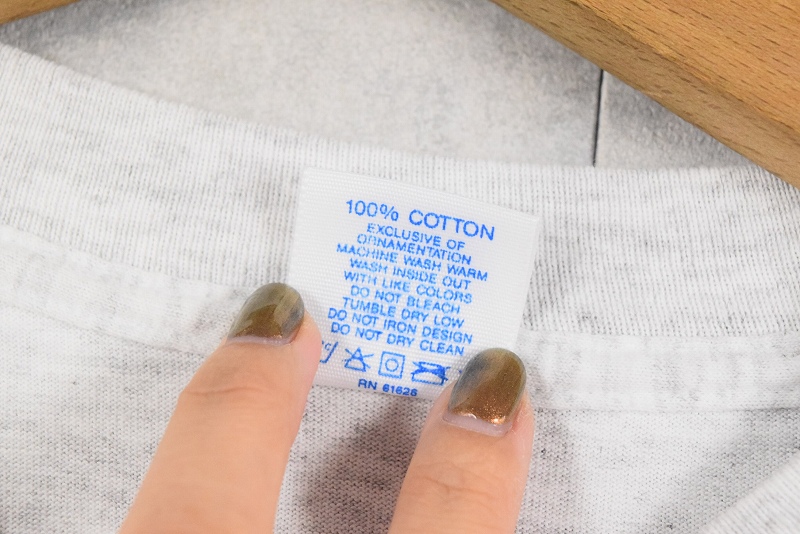 100% COTTON
EXCLUSIVE OF
ORNAMENTATION
MACHINE WASH WARM
WASH INSIDE OUT
WITH LIKE COLORS
DO NOT BLEACH
TUMBLE DRY LOW
DO NOT IRON DESIGN
DO NOT DRY CLEAN
RN 61626